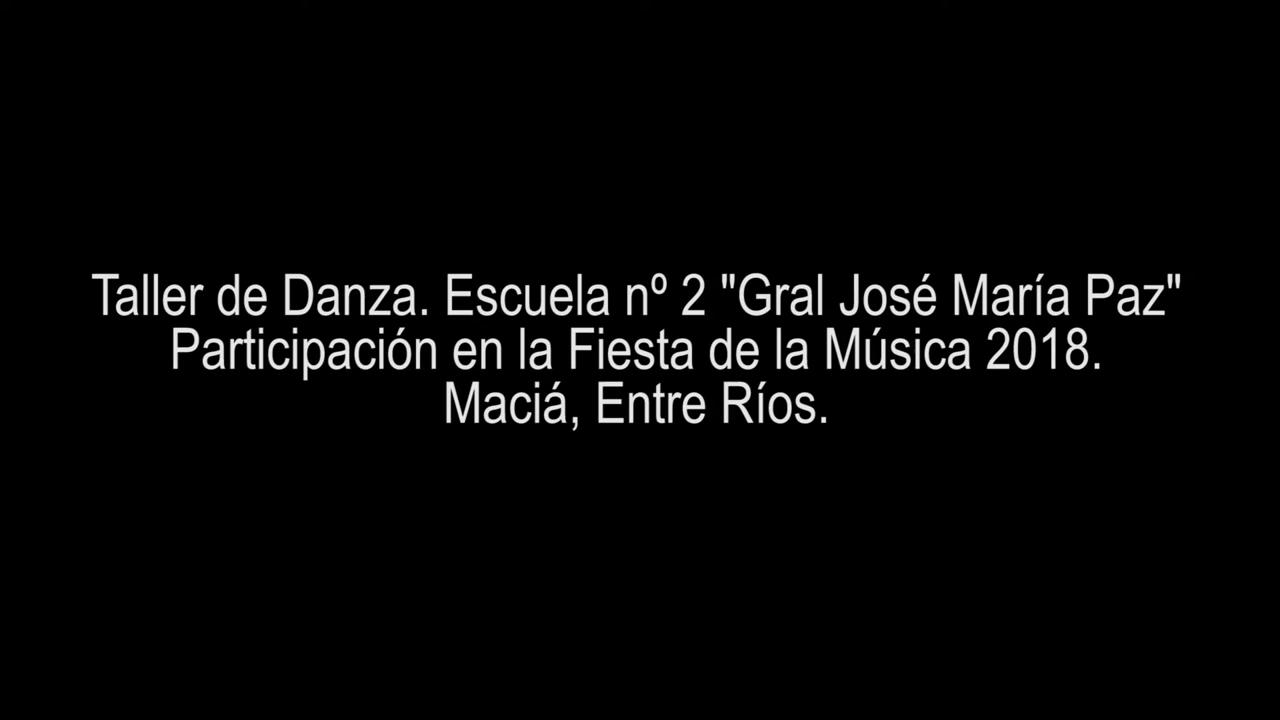 Taller de Danza. Escuela nº 2 "Gral José María Paz"
Participación en la Fiesta de la Música 2018.
Maciá, Entre Ríos.